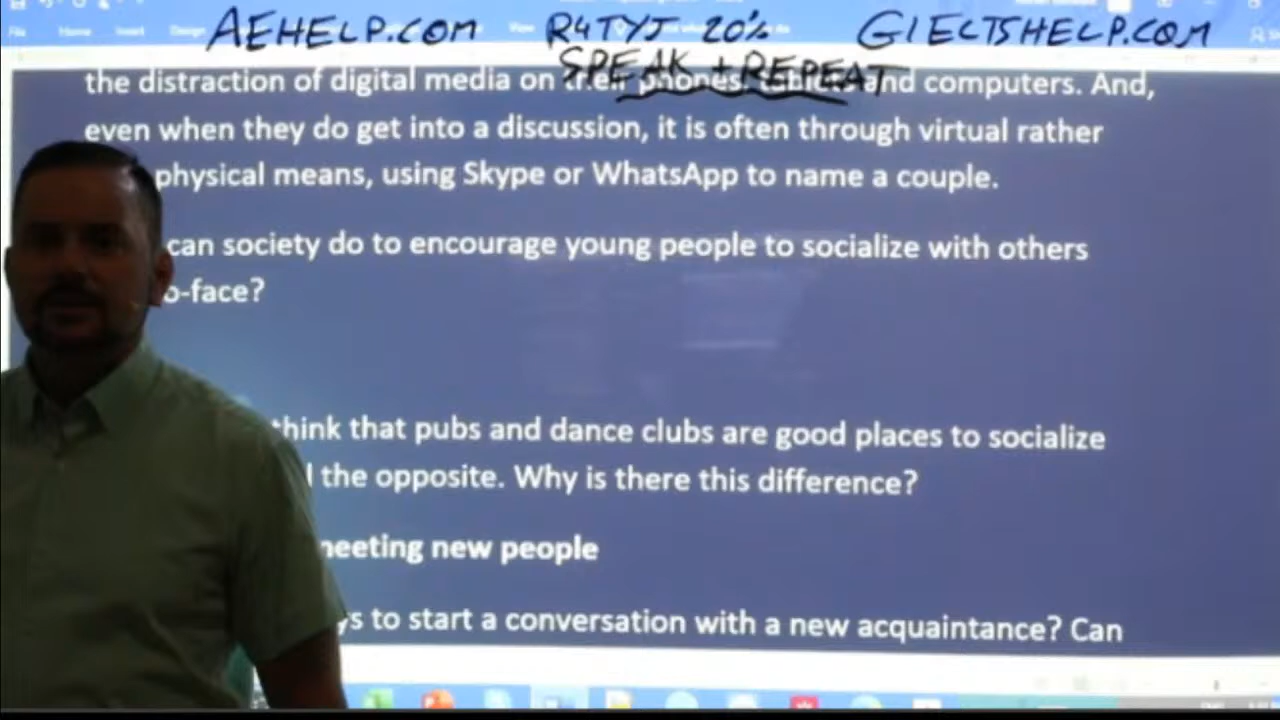 AEHELP.COM R4TYJ 20% GIELTSHELP.COM
SPEAK + REPEAT
the distraction of digital media on their phones, tablets and computers. And,
even when they do get into a discussion, it is often through virtual rather
physical means, using Skype or WhatsApp to name a couple.
can society do to encourage young people to socialize with others
o-face?
think that pubs and dance clubs are good places to socialize
l the opposite. Why is there this difference?
meeting new people
ys to start a conversation with a new acquaintance? Can